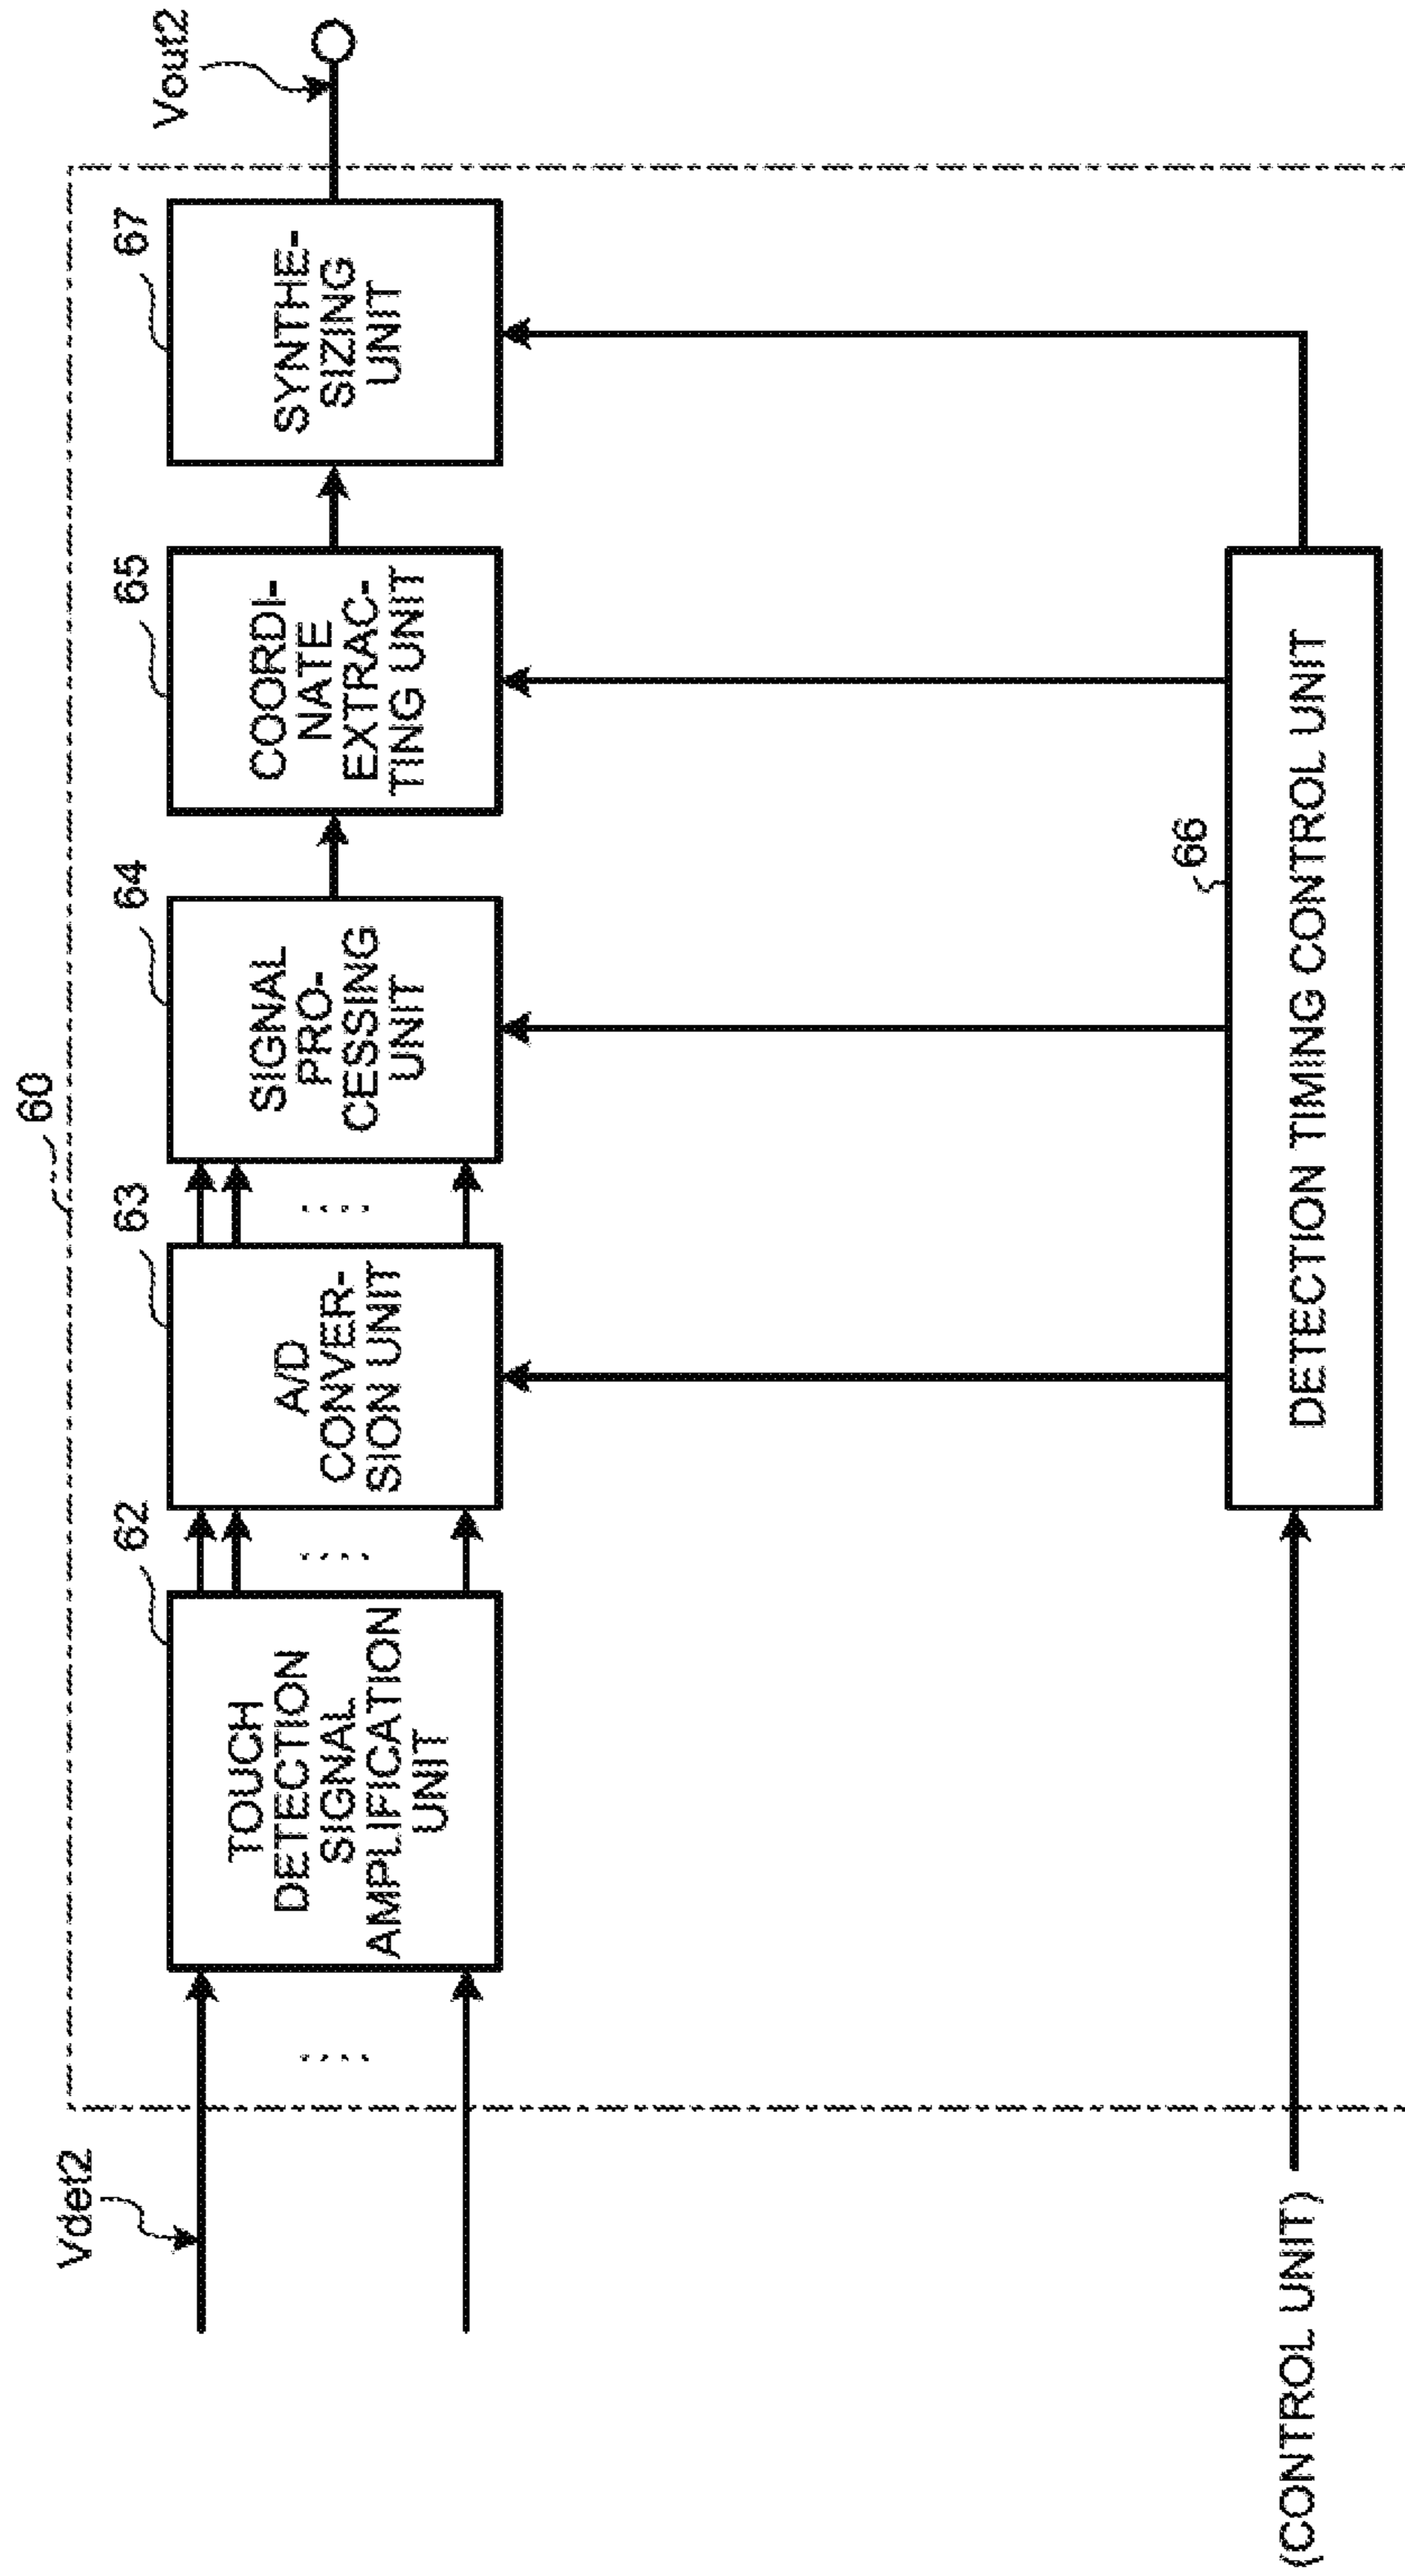 60
Vdet2
62
63
64
65
67
Vout2
TOUCH
DETECTION
SIGNAL
AMPLIFICATION
UNIT
A/D
CONVER-
SION UNIT
SIGNAL
PRO-
CESSING
UNIT
COORDI-
NATE
EXTRAC-
TING UNIT
SYNTHE-
SIZING
UNIT
66
(CONTROL UNIT)
DETECTION TIMING CONTROL UNIT